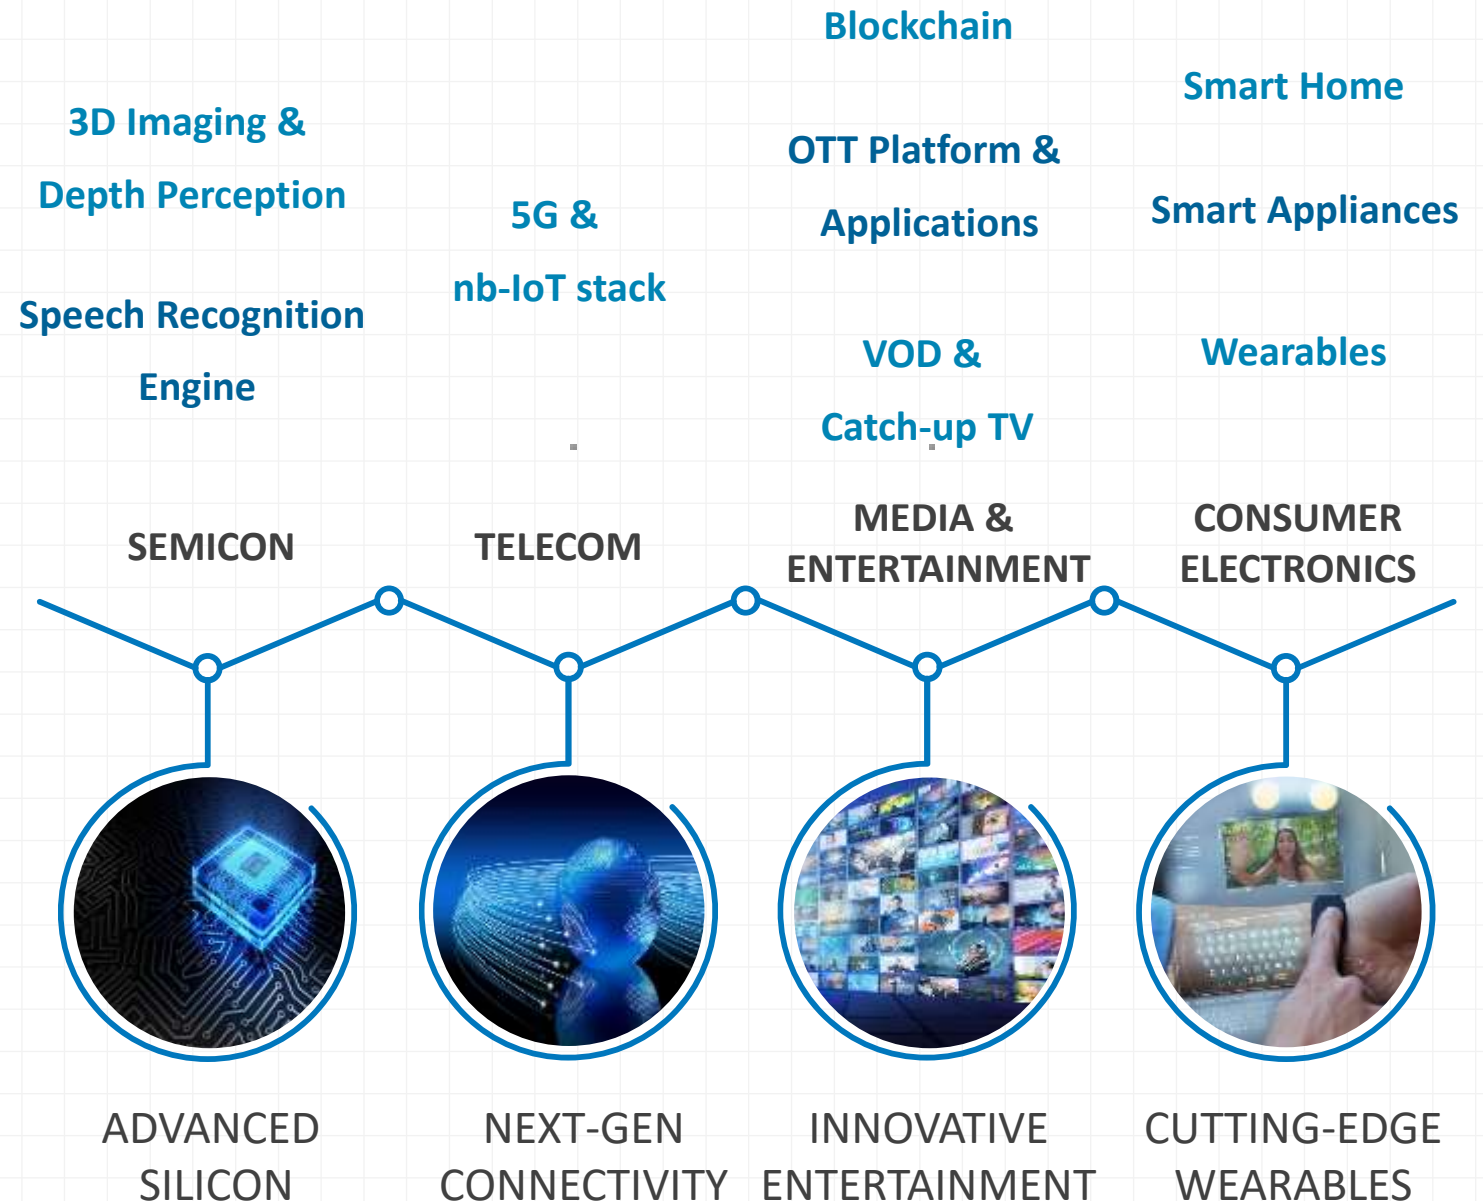 3D Imaging &
Depth Perception
Speech Recognition
Engine
SEMICON
ADVANCED
SILICON
5G &
nb-IoT stack
TELECOM
NEXT-GEN
CONNECTIVITY
Blockchain
OTT Platform &
Applications
VOD &
Catch-up TV
MEDIA &
ENTERTAINMENT
INNOVATIVE
ENTERTAINMENT
Smart Home
Smart Appliances
Wearables
CONSUMER
ELECTRONICS
CUTTING-EDGE
WEARABLES